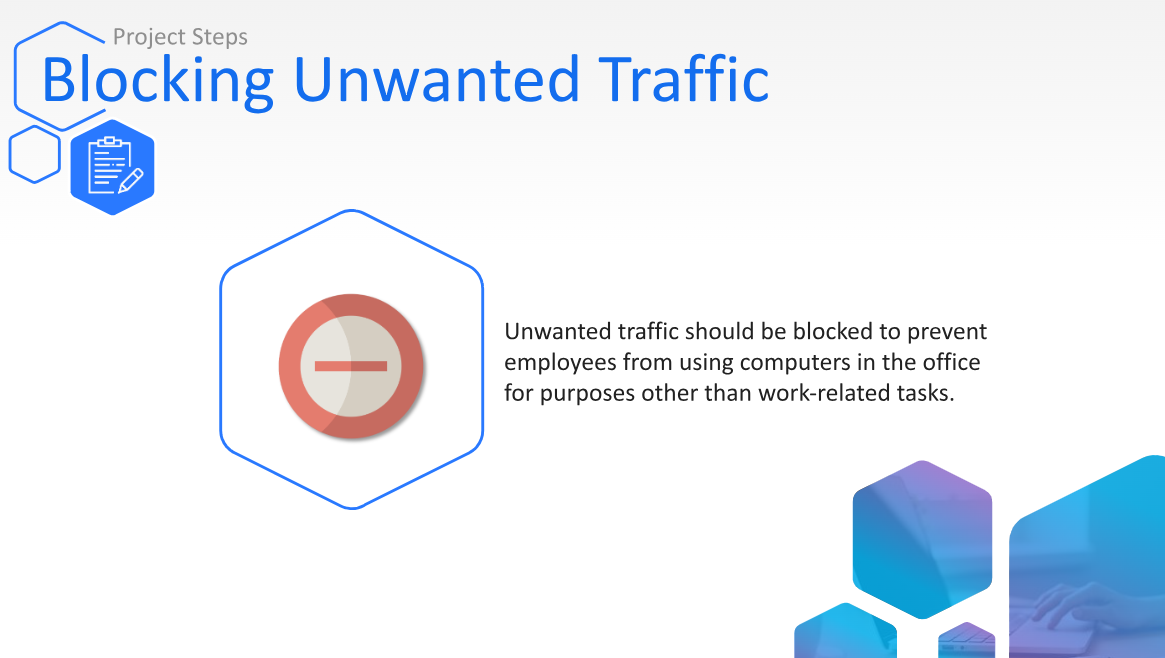 Project Steps
Blocking Unwanted Traffic
Unwanted traffic should be blocked to prevent
employees from using computers in the office
for purposes other than work-related tasks.